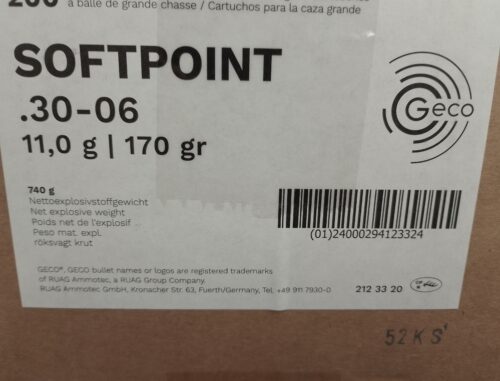 200 à balle de grande chasse / Cartuchos para la caza grande
SOFTPOINT
.30-06
11,0 g | 170 gr
Geco
740 g
Nettoexplosivstoffgewicht
Net explosive weight
Poids net de l'explosif
Peso mat. expl.
röksvagt krut
(01)24000294123324
GECO®, GECO bullet names or logos are registered trademarks
of RUAG Ammotec, a RUAG Group Company.
RUAG Ammotec GmbH, Kronacher Str. 63, Fuerth/Germany, Tel. +49 911 7930-0
212 33 20
52K S'